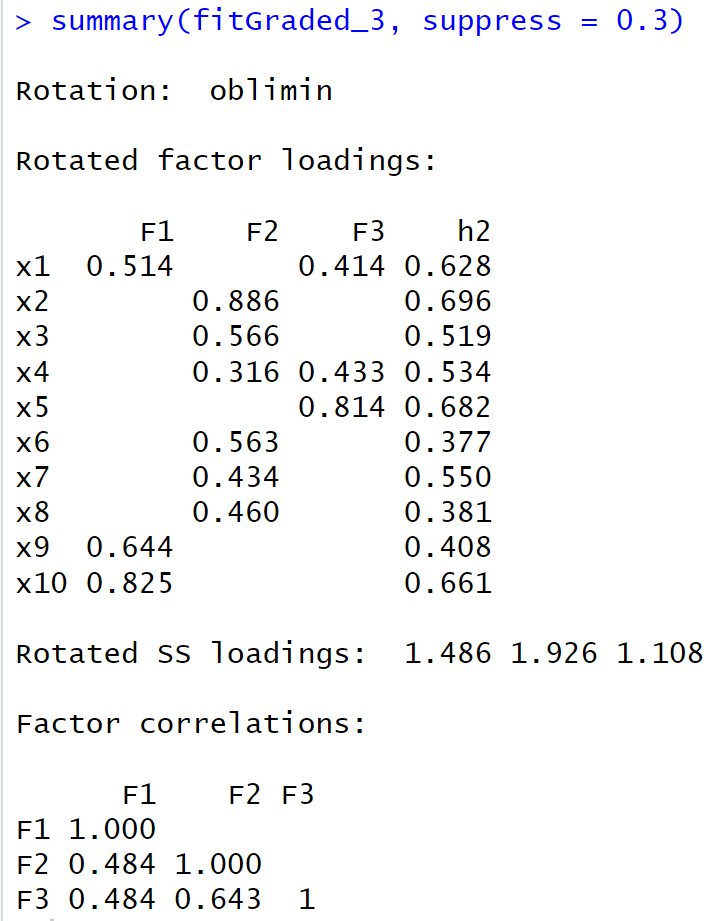 > summary(fitGraded_3, suppress = 0.3)
Rotation:  oblimin
Rotated factor loadings:
       F1    F2    F3    h2
x1  0.514       0.414 0.628
x2        0.886       0.696
x3        0.566       0.519
x4        0.316 0.433 0.534
x5              0.814 0.682
x6        0.563       0.377
x7        0.434       0.550
x8        0.460       0.381
x9  0.644             0.408
x10 0.825             0.661
Rotated SS loadings:  1.486 1.926 1.108
Factor correlations:
      F1    F2 F3
F1 1.000
F2 0.484 1.000
F3 0.484 0.643  1